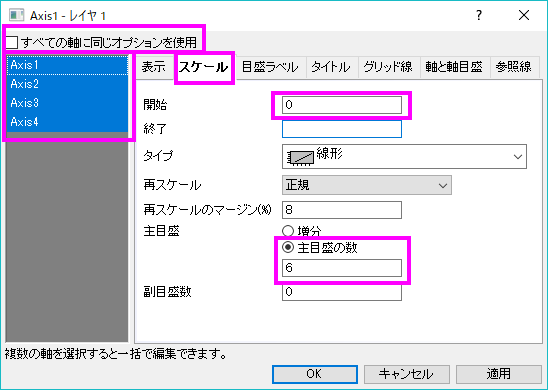 Axis1 - レイヤ 1
すべての軸に同じオプションを使用
Axis1
Axis2
Axis3
Axis4
表示 スケール 目盛ラベル タイトル グリッド線 軸と軸目盛 参照線
開始 0
終了
タイプ 線形
再スケール 正規
再スケールのマージン(%) 8
主目盛 増分
主目盛の数
6
副目盛数 0
複数の軸を選択すると一括で編集できます。
OK キャンセル 適用